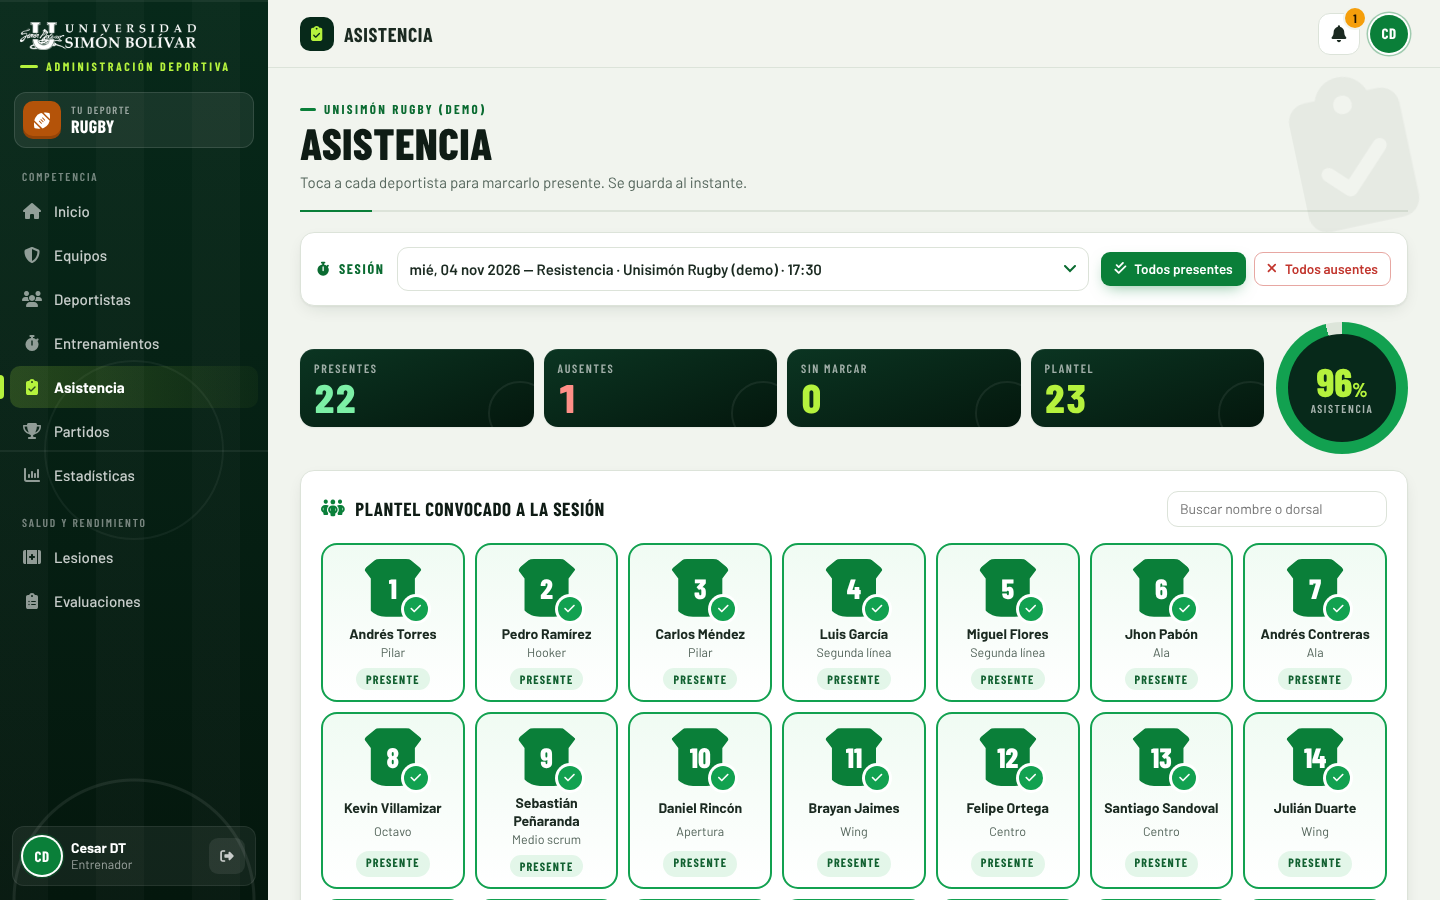 UNIVERSIDAD
SIMÓN BOLÍVAR
ADMINISTRACIÓN DEPORTIVA
TU DEPORTE
RUGBY
COMPETENCIA
Inicio
Equipos
Deportistas
Entrenamientos
Asistencia
Partidos
Estadísticas
SALUD Y RENDIMIENTO
Lesiones
Evaluaciones
CD
Cesar DT
Entrenador
ASISTENCIA
1
CD
UNISIMÓN RUGBY (DEMO)
ASISTENCIA
Toca a cada deportista para marcarlo presente. Se guarda al instante.
SESIÓN
mié, 04 nov 2026 — Resistencia · Unisimón Rugby (demo) · 17:30
Todos presentes
Todos ausentes
PRESENTES
22
AUSENTES
1
SIN MARCAR
0
PLANTEL
23
96%
ASISTENCIA
PLANTEL CONVOCADO A LA SESIÓN
Buscar nombre o dorsal
1
Andrés Torres
Pilar
PRESENTE
2
Pedro Ramírez
Hooker
PRESENTE
3
Carlos Méndez
Pilar
PRESENTE
4
Luis García
Segunda línea
PRESENTE
5
Miguel Flores
Segunda línea
PRESENTE
6
Jhon Pabón
Ala
PRESENTE
7
Andrés Contreras
Ala
PRESENTE
8
Kevin Villamizar
Octavo
PRESENTE
9
Sebastián
Peñaranda
Medio scrum
PRESENTE
10
Daniel Rincón
Apertura
PRESENTE
11
Brayan Jaimes
Wing
PRESENTE
12
Felipe Ortega
Centro
PRESENTE
13
Santiago Sandoval
Centro
PRESENTE
14
Julián Duarte
Wing
PRESENTE